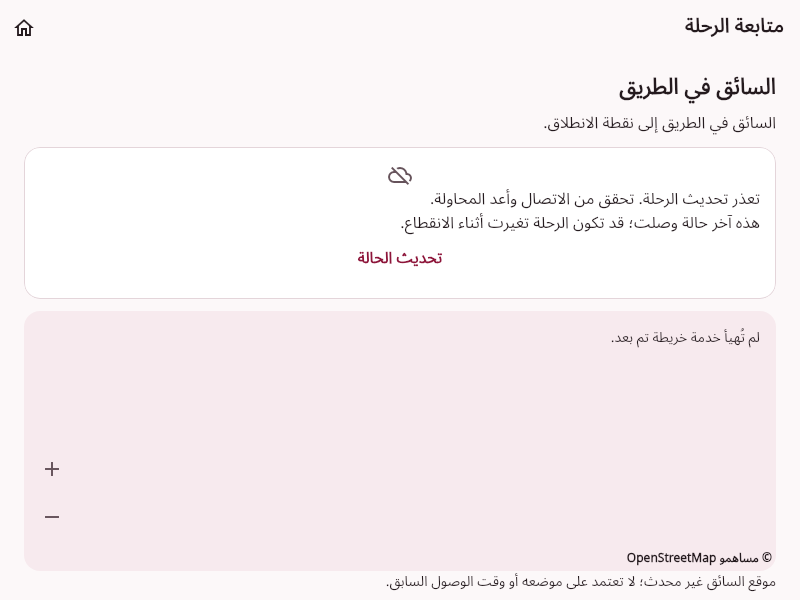 متابعة الرحلة
السائق في الطريق
السائق في الطريق إلى نقطة الانطلاق.
تعذر تحديث الرحلة. تحقق من الاتصال وأعد المحاولة.
هذه آخر حالة وصلت؛ قد تكون الرحلة تغيرت أثناء الانقطاع.
تحديث الحالة
لم تُهيأ خدمة خريطة تم بعد.
© مساهمو OpenStreetMap
موقع السائق غير محدث؛ لا تعتمد على موضعه أو وقت الوصول السابق.